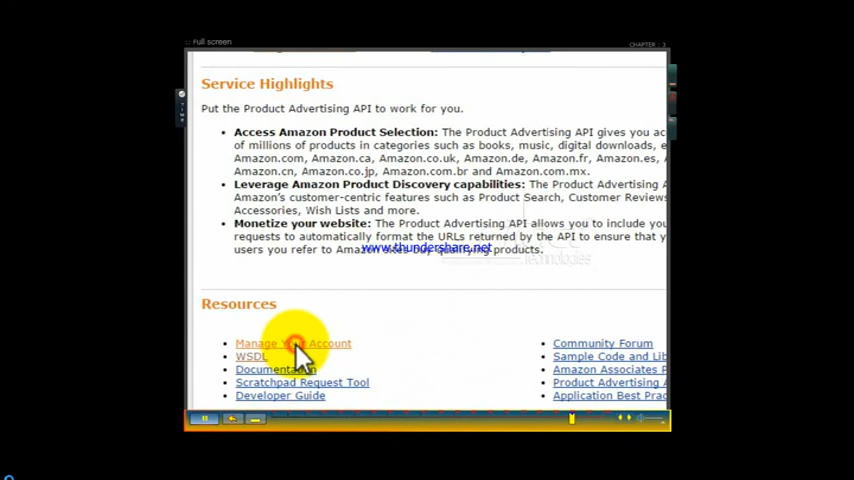 :: Full screen
CHAPTER : 3
Service Highlights
Put the Product Advertising API to work for you.
Access Amazon Product Selection: The Product Advertising API gives you ac
of millions of products in categories such as books, music, digital downloads, e
Amazon.com, Amazon.ca, Amazon.co.uk, Amazon.de, Amazon.fr, Amazon.es,
Amazon.cn, Amazon.co.jp, Amazon.com.br and Amazon.com.mx.
Leverage Amazon Product Discovery capabilities: The Product Advertising A
Amazon's customer-centric features such as Product Search, Customer Reviews
Accessories, Wish Lists and more.
Monetize your website: The Product Advertising API allows you to include you
requests to automatically format the URLs returned by the API to ensure that y
users you refer to Amazon sites buy qualifying products.
www.thundershare.net
Technologies
Resources
Manage Your Account
WSDL
Documentation
Scratchpad Request Tool
Developer Guide
Community Forum
Sample Code and Lib
Amazon Associates P
Product Advertising A
Application Best Prac